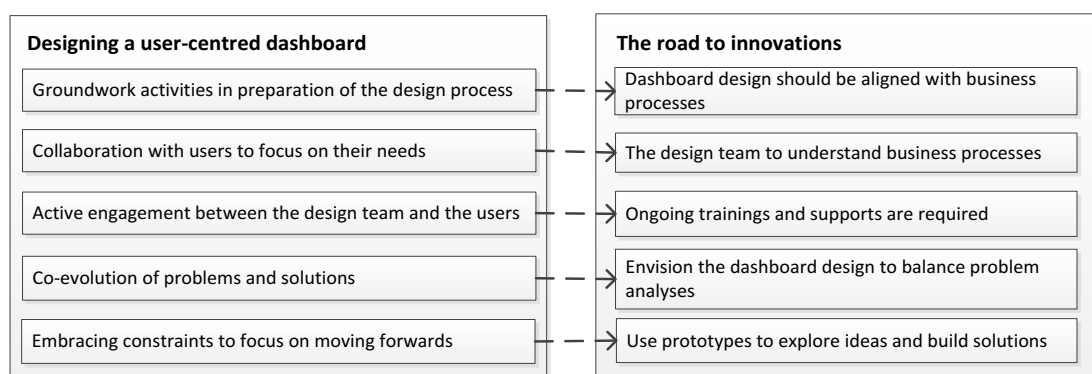 Designing a user-centred dashboard
Groundwork activities in preparation of the design process
Collaboration with users to focus on their needs
Active engagement between the design team and the users
Co-evolution of problems and solutions
Embracing constraints to focus on moving forwards
The road to innovations
Dashboard design should be aligned with business
processes
The design team to understand business processes
Ongoing trainings and supports are required
Envision the dashboard design to balance problem
analyses
Use prototypes to explore ideas and build solutions